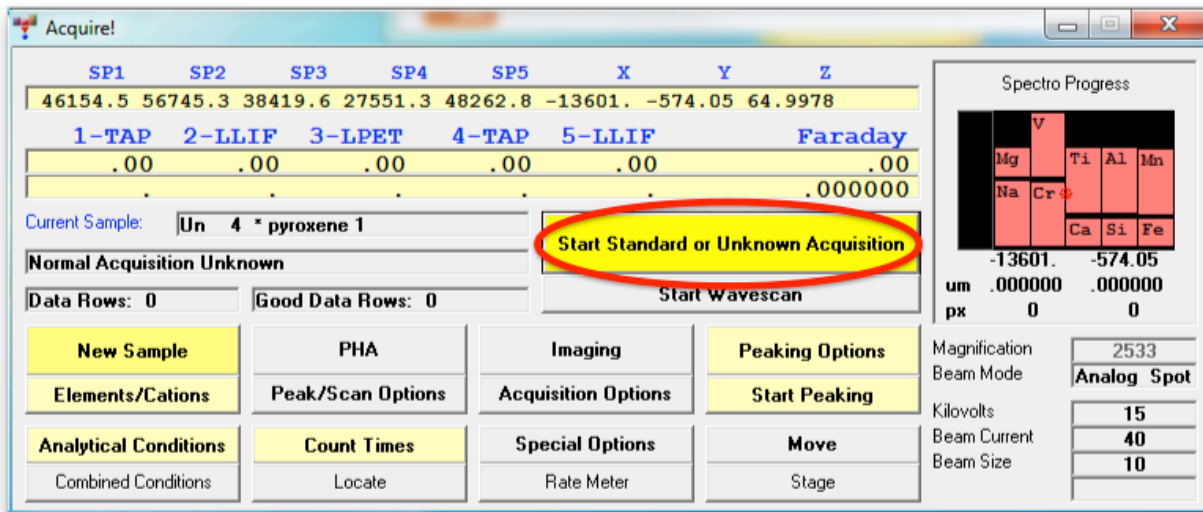 Acquire!
SP1 SP2 SP3 SP4 SP5 X Y Z
46154.5 56745.3 38419.6 27551.3 48262.8 -13601. -574.05 64.9978
1-TAP 2-LLIF 3-LPET 4-TAP 5-LLIF Faraday
.00 .00 .00 .00 .00 .00
. . . . . .000000
Current Sample: Un 4 * pyroxene 1
Normal Acquisition Unknown
Data Rows: 0 Good Data Rows: 0
Start Standard or Unknown Acquisition
Start Wavescan
New Sample PHA Imaging Peaking Options
Elements/Cations Peak/Scan Options Acquisition Options Start Peaking
Analytical Conditions Count Times Special Options Move
Combined Conditions Locate Rate Meter Stage
Spectro Progress
V
Mg Ti Al Mn
Na Cr
Ca Si Fe
-13601. -574.05
um .000000 .000000
px 0 0
Magnification 2533
Beam Mode Analog Spot
Kilovolts 15
Beam Current 40
Beam Size 10